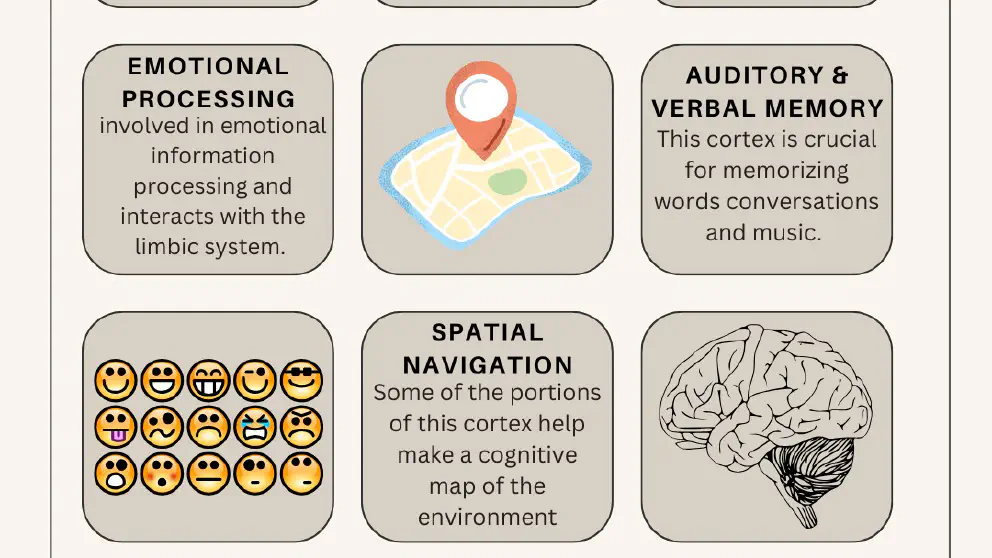 EMOTIONAL
PROCESSING
involved in emotional
information
processing and
interacts with the
limbic system.
AUDITORY &
VERBAL MEMORY
This cortex is crucial
for memorizing
words conversations
and music.
SPATIAL
NAVIGATION
Some of the portions
of this cortex help
make a cognitive
map of the
environment